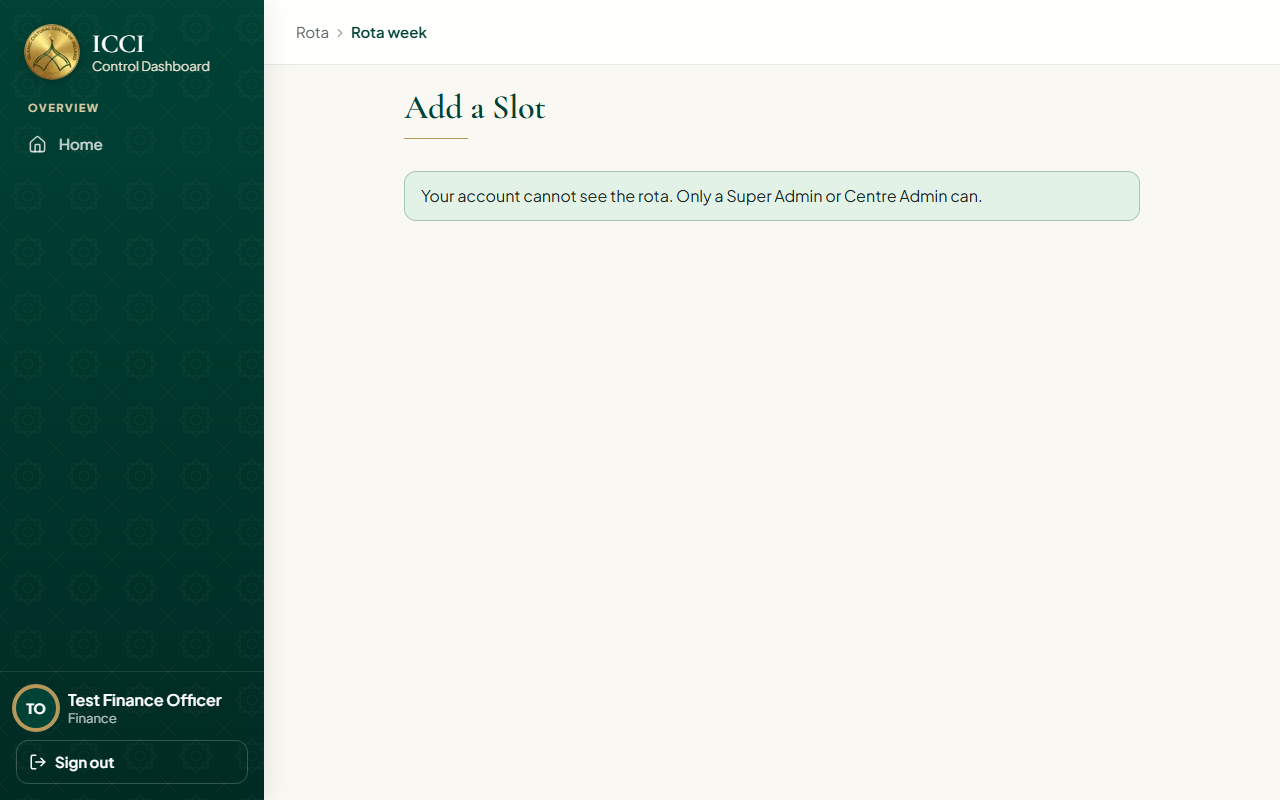 ICCI
Control Dashboard
OVERVIEW
Home
Rota > Rota week
Add a Slot
Your account cannot see the rota. Only a Super Admin or Centre Admin can.
TO
Test Finance Officer
Finance
Sign out